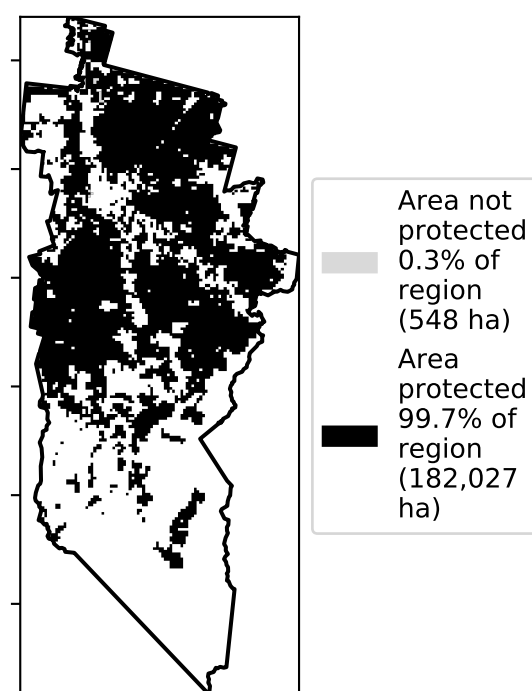 Area not
protected
0.3% of
region
(548 ha)
Area
protected
99.7% of
region
(182,027
ha)